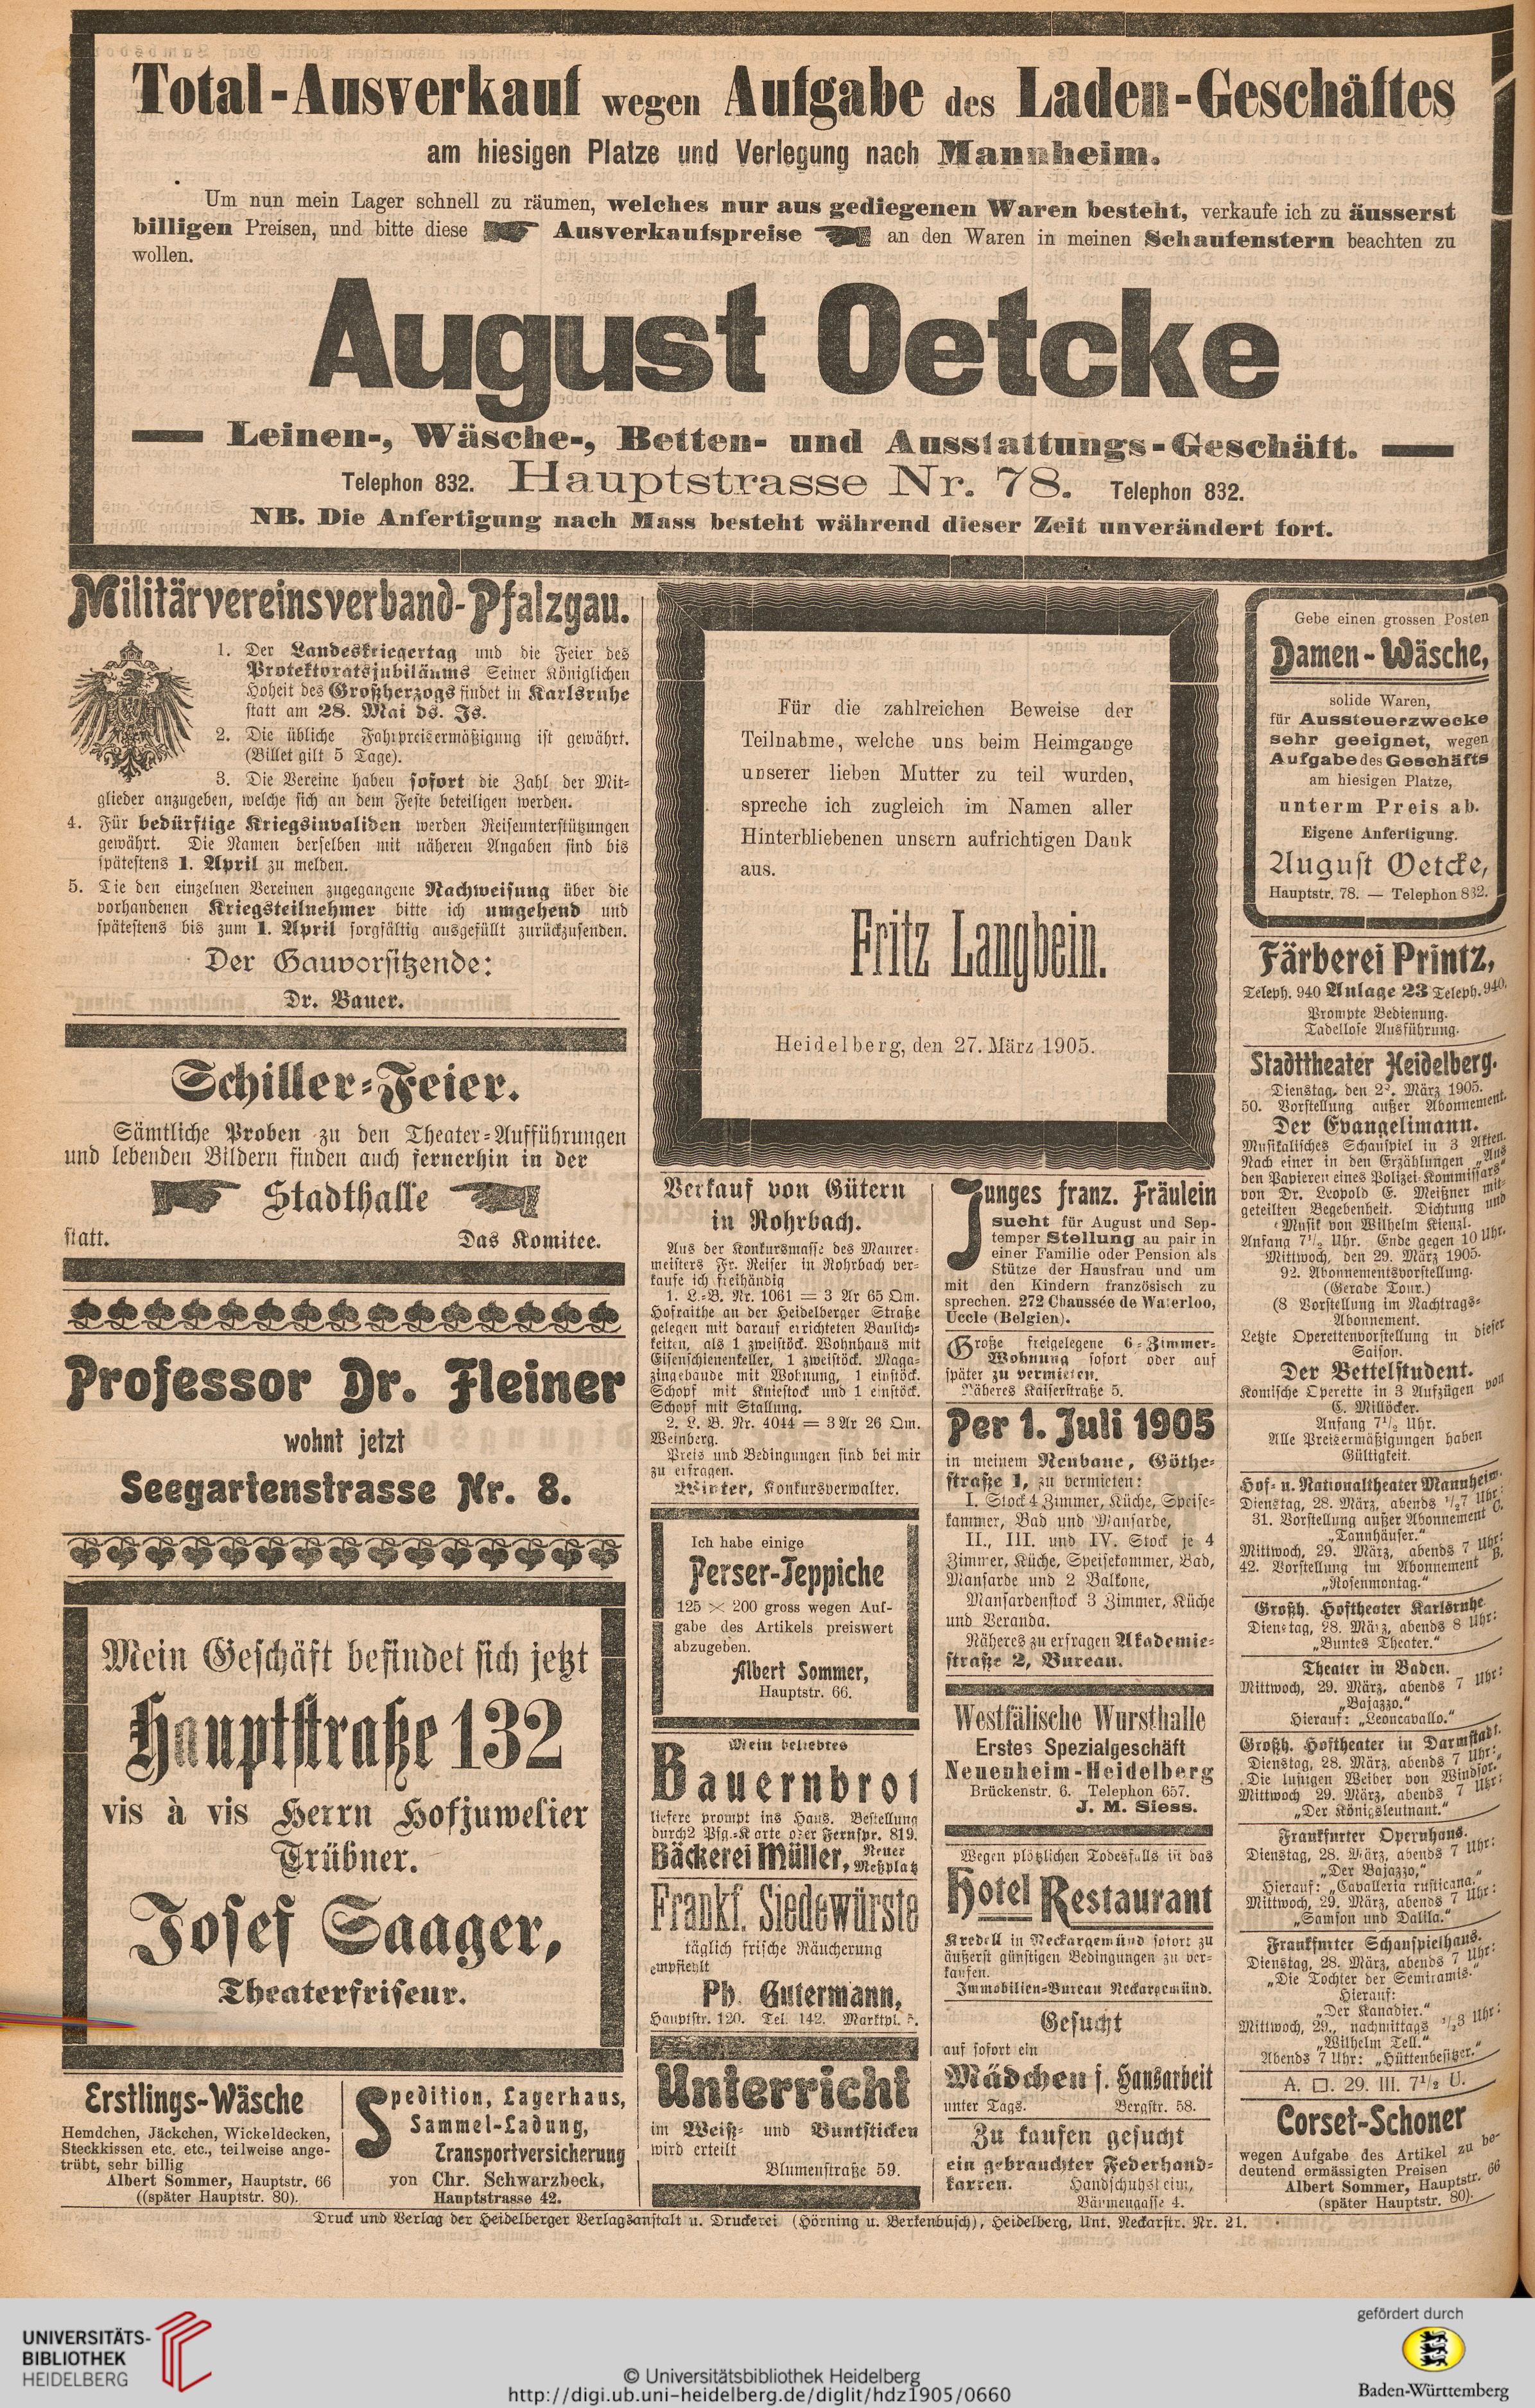 Total-Ausverkauf wegen Aufgabe des Laden-Geschäftes
am hiesigen Platze und Verlegung nach Mannheim.
Um nun mein Lager schnell zu räumen, welches nur aus gediegenen Waren besteht, verkaufe ich zu äusserst
billigen Preisen, und bitte diese Ausverkaufspreise an den Waren in meinen Schaufenstern beachten zu
wollen.
August Oetcke
Leinen-, Wäsche-, Betten- und Ausstattungs-Geschäft.
Telephon 832. Hauptstrasse Nr. 78. Telephon 832.
NB. Die Anfertigung nach Mass besteht während dieser Zeit unverändert fort.
Militärvereinsverband-Pfalzgau.
1. Der Landeskriegertag und die Feier des
Protektoratsjubiläums Seiner Königlichen
Hoheit des Großherzogs findet in Karlsruhe
statt am 28. Mai ds. Js.
2. Die übliche Fahrpreisermäßigung ist gewährt.
(Billet gilt 5 Tage).
3. Die Vereine haben sofort die Zahl der Mit-
glieder anzugeben, welche sich an dem Feste beteiligen werden.
4. Für bedürftige Kriegsinvaliden werden Reiseunterstützungen
gewährt. Die Namen derselben mit näheren Angaben sind bis
spätestens 1. April zu melden.
5. Die den einzelnen Vereinen zugegangene Nachweisung über die
vorhandenen Kriegsteilnehmer bitte ich umgehend und
spätestens bis zum 1. April sorgfältig ausgefüllt zurückzusenden.
Der Gauvorsitzende:
Dr. Bauer.
Schiller-Feier.
Sämtliche Proben zu den Theater-Aufführungen
und lebenden Bildern finden auch fernerhin in der
Stadthalle
statt. Das Komitee.
Professor Dr. Fleiner
wohnt jetzt
Seegartenstrasse Nr. 8.
Mein Geschäft befindet sich jetzt
Hauptstraße 132
vis à vis Herrn Hofjuwelier
Trübner.
Josef Saager,
Theaterfriseur.
Erstlings-Wäsche
Hemdchen, Jäckchen, Wickeldecken,
Steckkissen etc. etc., teilweise ange-
trübt, sehr billig
Albert Sommer, Hauptstr. 66
((später Hauptstr. 80).
Spedition, Lagerhaus,
Sammel-Ladung,
Transportversicherung
von Chr. Schwarzbeck,
Hauptstrasse 42.
Für die zahlreichen Beweise der
Teilnahme, welche uns beim Heimgange
unserer lieben Mutter zu teil wurden,
spreche ich zugleich im Namen aller
Hinterbliebenen unsern aufrichtigen Dank
aus.
Fritz Langbein.
Heidelberg, den 27. März 1905.
Verkauf von Gütern
in Rohrbach.
Aus der Konkursmasse des Maurer-
meisters Fr. Reiser in Rohrbach ver-
kaufe ich freihändig
1. L.-B. Nr. 1061 = 3 Ar 65 Qm.
Hofraithe an der Heidelberger Straße
gelegen mit darauf errichteten Baulich-
keiten, als 1 zweistöck. Wohnhaus mit
Eisenschienenkeller, 1 zweistöck. Maga-
zingebäude mit Wohnung, 1 einstöck.
Schopf mit Kniestock und 1 einstöck.
Schopf mit Stallung.
2. L. B. Nr. 4044 = 3 Ar 26 Qm.
Weinberg.
Preis und Bedingungen sind bei mir
zu erfragen.
Winter, Konkursverwalter.
Ich habe einige
Perser-Teppiche
125 × 200 gross wegen Auf-
gabe des Artikels preiswert
abzugeben.
Albert Sommer,
Hauptstr. 66.
Mein beliebtes
Bauernbrot
liefere prompt ins Haus. Bestellung
durch 2 Pfg.-Karte oder Fernspr. 819.
Bäckerei Müller, Neuer Meßplatz
Frankf. Siedewürste
täglich frische Räucherung
empfiehlt
Ph. Gutermann,
Hauptstr. 120. Tel. 142. Marktpl.
Unterricht
im Weiß- und Buntsticken
wird erteilt
Blumenstraße 59.
Junges franz. Fräulein
sucht für August und Sep-
temper Stellung au pair in
einer Familie oder Pension als
Stütze der Hausfrau und um
mit den Kindern französisch zu
sprechen. 272 Chaussée de Waterloo,
Uccle (Belgien).
Große freigelegene 6-Zimmer-
Wohnung sofort oder auf
später zu vermieten.
Näheres Kaiserstraße 5.
Per 1. Juli 1905
in meinem Neubaue, Göthe-
straße 1, zu vermieten:
I. Stock 4 Zimmer, Küche, Speise-
kammer, Bad und Mansarde,
II., III. und IV. Stock je 4
Zimmer, Küche, Speisekammer, Bad,
Mansarde und 2 Balkone,
Mansardenstock 3 Zimmer, Küche
und Veranda.
Näheres zu erfragen Akademie-
straße 2, Bureau.
Westfälische Wursthalle
Erstes Spezialgeschäft
Neuenheim-Heidelberg
Brückenstr. 6. Telephon 657.
J. M. Siess.
Wegen plötzlichen Todesfalls ist das
Hotel Restaurant
Kredell in Neckargemünd sofort zu
äußerst günstigen Bedingungen zu ver-
kaufen.
Immobilien-Bureau Neckargemünd.
Gesucht
auf sofort ein
Mädchen f. Hausarbeit
unter Tags. Bergstr. 58.
Zu kaufen gesucht
ein gebrauchter Federhand-
karren. Handschuhsheim,
Bärmengasse 4.
Gebe einen grossen Posten
Damen-Wäsche,
solide Waren,
für Aussteuerzwecke
sehr geeignet, wegen
Aufgabe des Geschäfts
am hiesigen Platze,
unterm Preis ab.
Eigene Anfertigung.
August Oetcke,
Hauptstr. 78. — Telephon 832.
Färberei Printz,
Teleph. 940 Anlage 23 Teleph. 940.
Prompte Bedienung.
Tadellose Ausführung.
Stadttheater Heidelberg.
Dienstag, den März 1905.
50. Vorstellung außer Abonnement.
Der Evangelimann.
Musikalisches Schauspiel in 3 Akten.
Nach einer in den Erzählungen „Aus
den Papieren eines Polizei-Kommissars“
von Dr. Leopold E. Meißner mit-
geteilten Begebenheit. Dichtung und
Musik von Wilhelm Kienzl.
Anfang 7½ Uhr. Ende gegen 10 Uhr.
Mittwoch, den 29. März 1905.
92. Abonnementsvorstellung.
(Gerade Tour.)
(8 Vorstellung im Nachtrags-
Abonnement.
Letzte Operettenvorstellung in dieser
Saison.
Der Bettelstudent.
Komische Operette in 3 Aufzügen von
C. Millöcker.
Anfang 7½ Uhr.
Alle Preisermäßigungen haben
Gültigkeit.
Hof- u. Nationaltheater Mannheim.
Dienstag, 28. März, abends ½7 Uhr:
31. Vorstellung außer Abonnement
„Tannhäuser.“
Mittwoch, 29. März, abends 7 Uhr:
42. Vorstellung im Abonnement B.
„Rosenmontag.“
Großh. Hoftheater Karlsruhe
Dienstag, 28. März, abends 8 Uhr:
„Buntes Theater.“
Theater in Baden.
Mittwoch, 29. März, abends 7 Uhr:
„Bajazzo.“
Hierauf: „Leoncavallo.“
Großh. Hoftheater in Darmstadt.
Dienstag, 28. März, abends 7 Uhr:
„Die lustigen Weiber von Windsor.“
Mittwoch 29. März, abends 7 Uhr:
„Der Königsleutnant.“
Frankfurter Opernhaus.
Dienstag, 28. März, abends 7 Uhr:
„Der Bajazzo,“
Hierauf: „Cavalleria rusticana.“
Mittwoch, 29. März, abends 7 Uhr:
„Samson und Dalila.“
Frankfurter Schauspielhaus.
Dienstag, 28. März, abends 7 Uhr:
„Die Tochter der Semiramis.“
Hierauf:
„Der Kanadier.“
Mittwoch, 29., nachmittags ½3 Uhr:
„Wilhelm Tell.“
Abends 7 Uhr: „Hüttenbesitzer.“
A. □. 29. III. 7½ U.
Corset-Schoner
wegen Aufgabe des Artikel zu be-
deutend ermässigten Preisen
Albert Sommer, Hauptstr. 66
(später Hauptstr. 80).
Druck und Verlag der Heidelberger Verlagsanstalt u. Druckerei (Hörning u. Berkenbusch), Heidelberg, Unt. Neckarstr. Nr. 21.
UNIVERSITÄTS-
BIBLIOTHEK
HEIDELBERG
© Universitätsbibliothek Heidelberg
http://digi.ub.uni-heidelberg.de/diglit/hdz1905/0660
gefördert durch
Baden-Württemberg